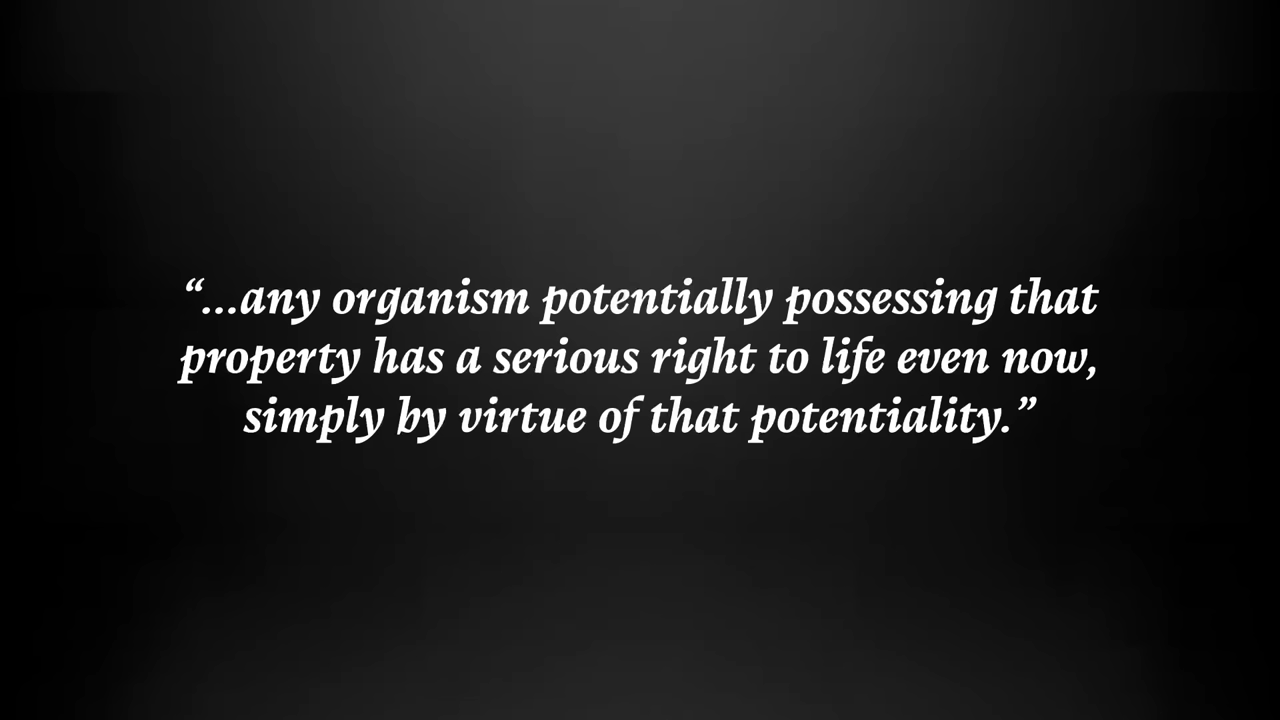 “...any organism potentially possessing that
property has a serious right to life even now,
simply by virtue of that potentiality.”